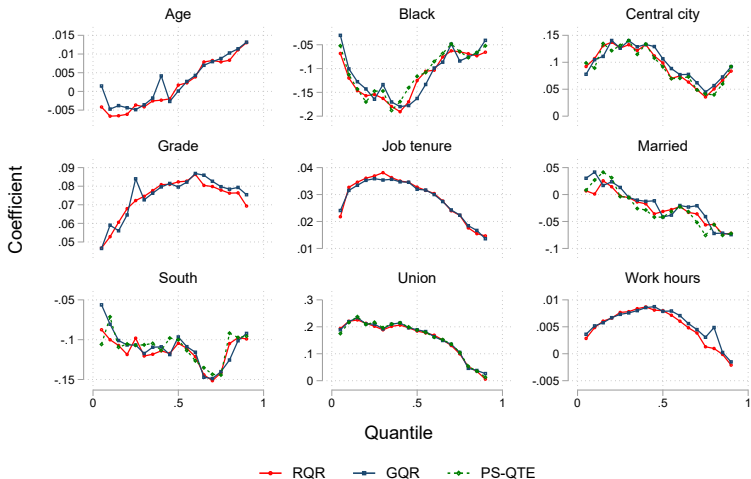 Age Black Central city
.015 .01 .005 0 -.005
-.05 -.1 -.15 -.2
.15 .1 .05 0
Grade Job tenure Married
.09 .08 .07 .06 .05
.04 .03 .02 .01
.05 0 -.05 -.1
South Union Work hours
-.05 -.1 -.15
.3 .2 .1 0
.01 .005 0 -.005
0 .5 1 0 .5 1 0 .5 1
Coefficient
Quantile
RQR GQR PS-QTE